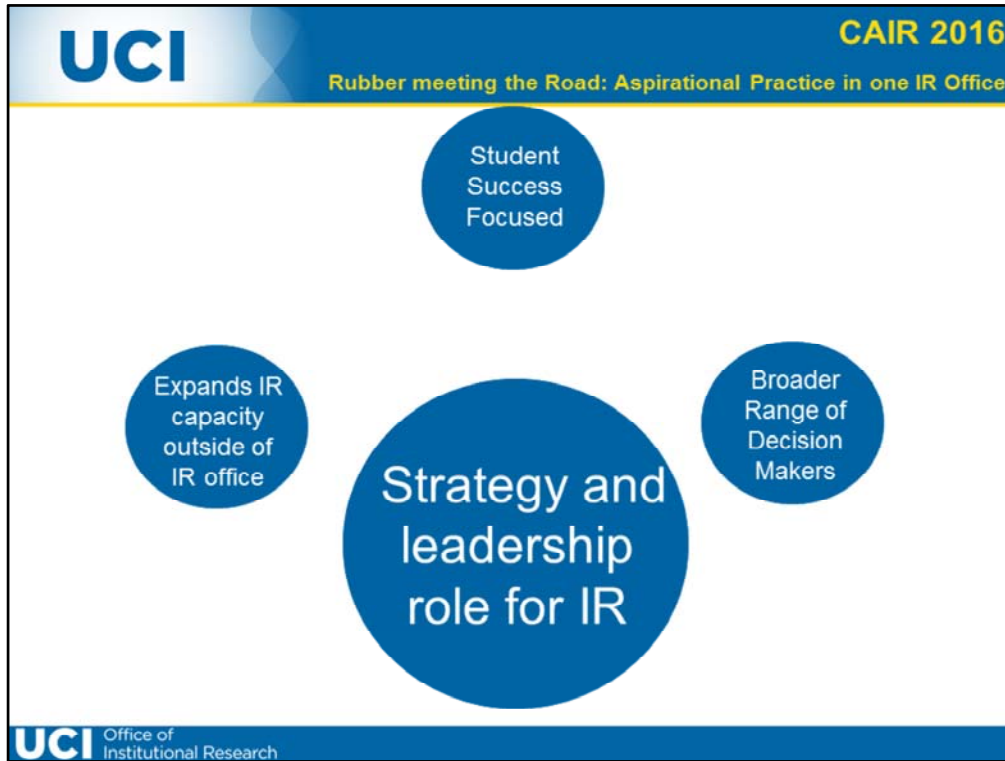 UCI
CAIR 2016
Rubber meeting the Road: Aspirational Practice in one IR Office
Student
Success
Focused
Expands IR
capacity
outside of
IR office
Broader
Range of
Decision
Makers
Strategy and
leadership
role for IR
UCI Office of
Institutional Research